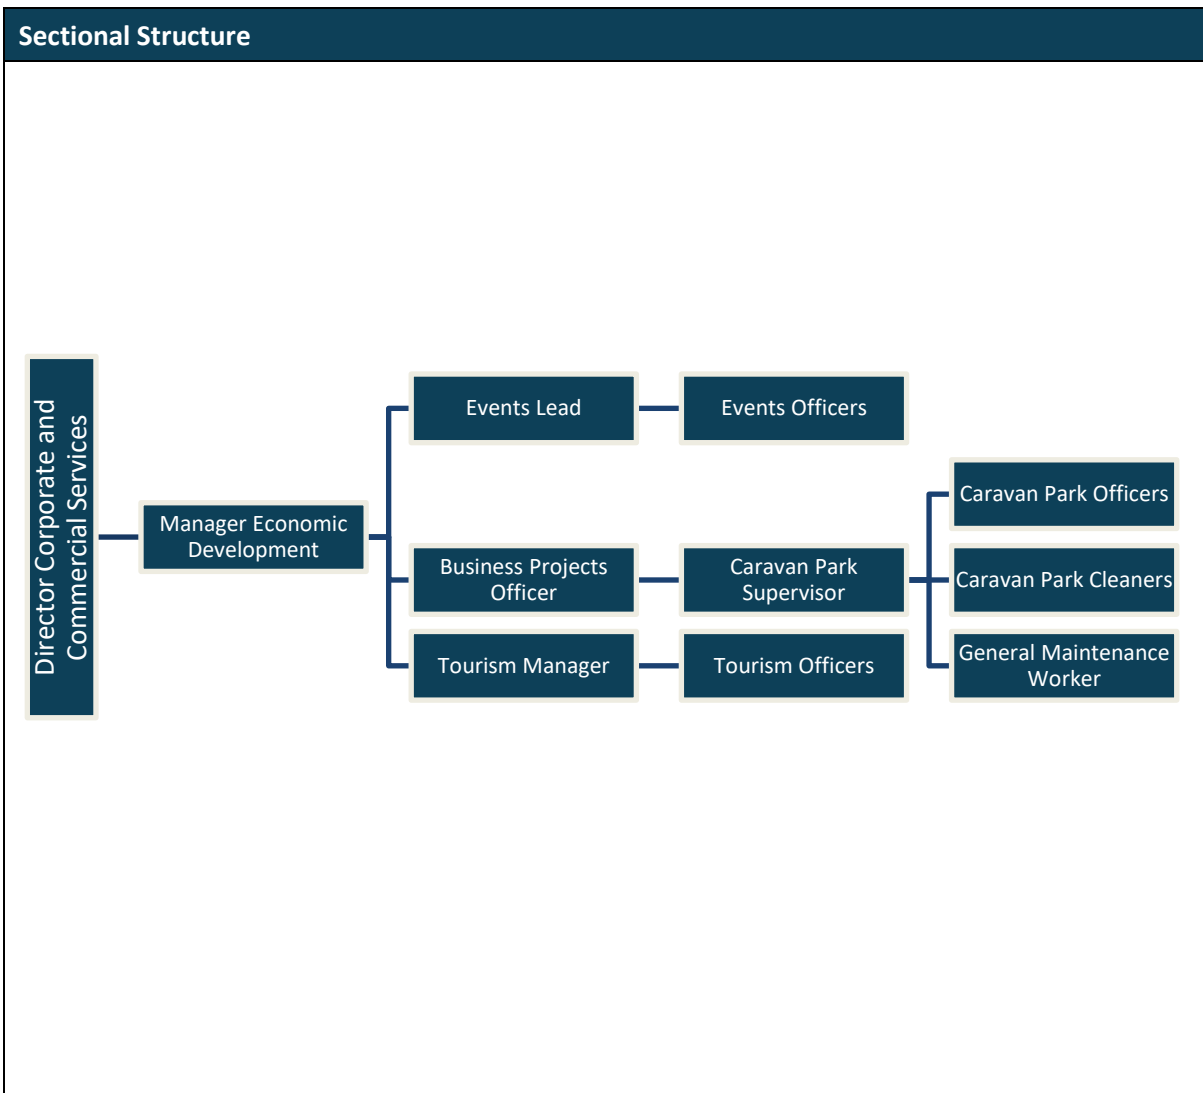 Sectional Structure
Director Corporate and
Commercial Services
Manager Economic
Development
Events Lead
Events Officers
Business Projects
Officer
Caravan Park
Supervisor
Caravan Park Officers
Caravan Park Cleaners
General Maintenance
Worker
Tourism Manager
Tourism Officers